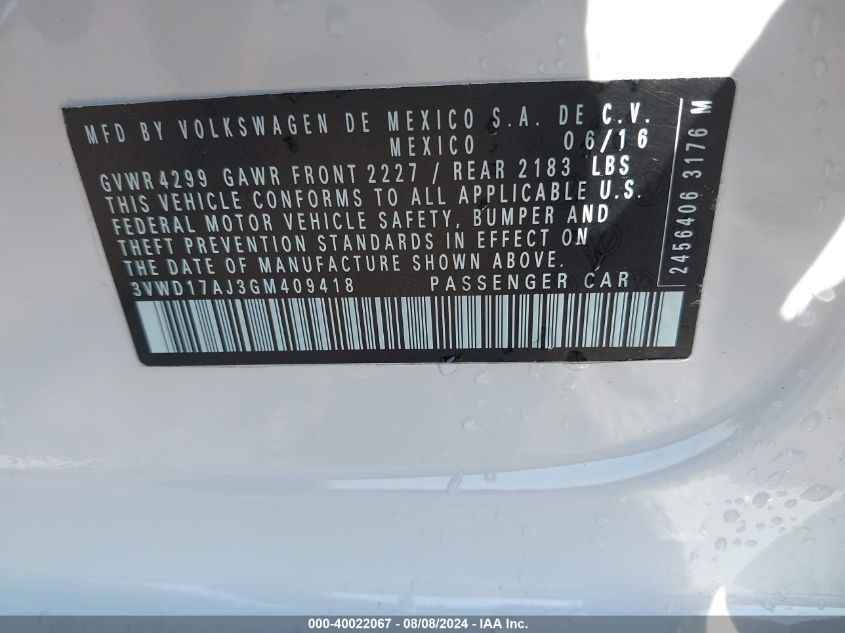 MFD BY VOLKSWAGEN DE MEXICO S.A. DE C.V.
MEXICO 06/16
GVWR 4299 GAWR FRONT 2227 / REAR 2183 LBS
THIS VEHICLE CONFORMS TO ALL APPLICABLE U.S.
FEDERAL MOTOR VEHICLE SAFETY, BUMPER AND
THEFT PREVENTION STANDARDS IN EFFECT ON
THE DATE OF MANUFACTURE SHOWN ABOVE.
3VWD17AJ3GM409418 PASSENGER CAR
2456406 3176 M
000-40022067 - 08/08/2024 - IAA Inc.